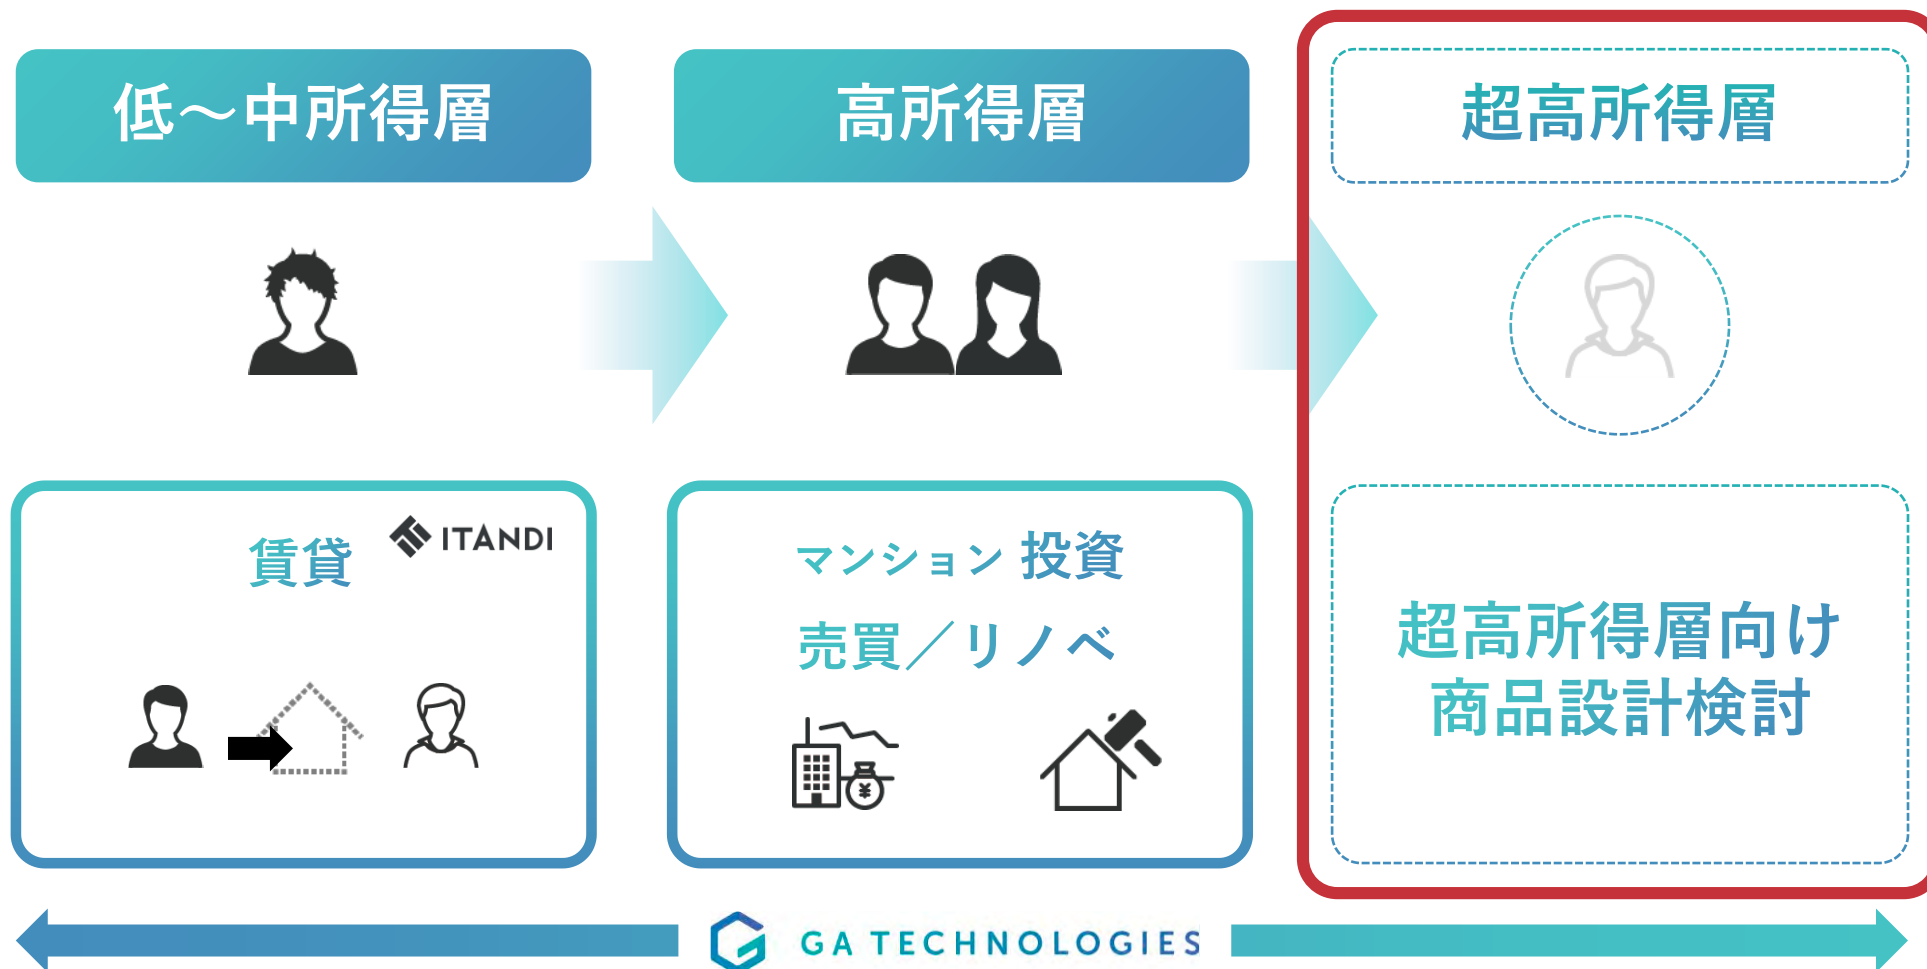 低～中所得層
高所得層
超高所得層
賃貸
ITANDI
マンション 投資
売買／リノベ
¥
超高所得層向け
商品設計検討
GA TECHNOLOGIES